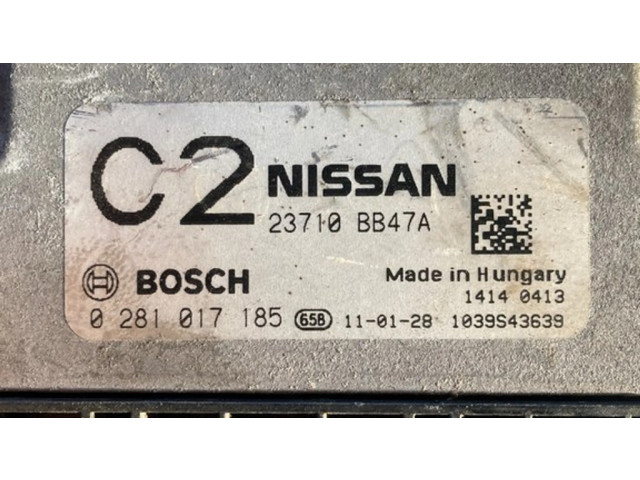 C2 NISSAN
23710 BB47A
BOSCH
Made in Hungary
1414 0413
0 281 017 185 65B 11-01-28 1039S43639